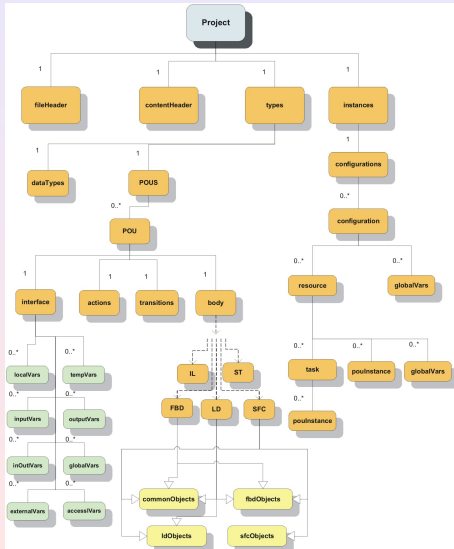 Project
1 1 1 1
fileHeader contentHeader types instances
1 1 1
dataTypes POUS configurations
0..* 0..*
POU configuration
1 1 1 1 0..* 0..*
interface actions transitions body resource globalVars
0..* 0..* 0..* 0..* 0..*
localVars tempVars IL ST task pouInstance globalVars
0..* 0..* 0..*
inputVars outputVars FBD LD SFC pouInstance
0..* 0..*
inOutVars globalVars
0..* 0..*
externalVars accessiVars commonObjects fbdObjects
ldObjects sfcObjects